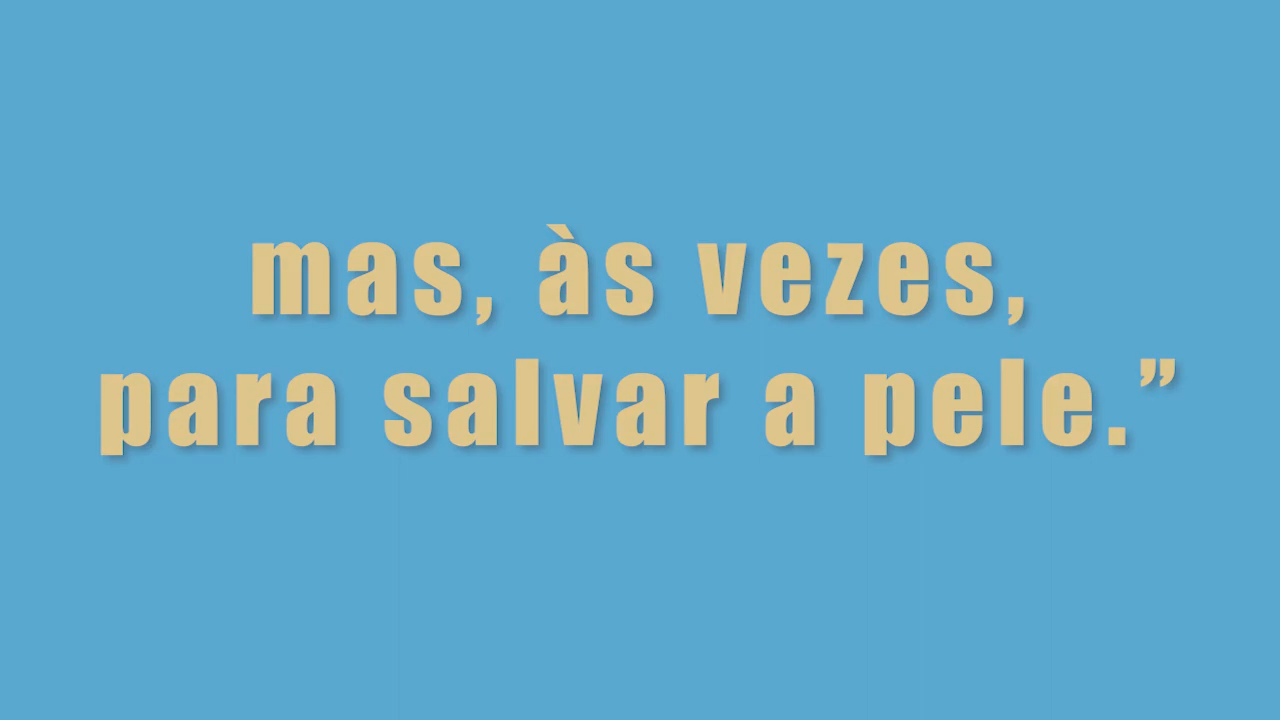 mas, às vezes,
para salvar a pele.”